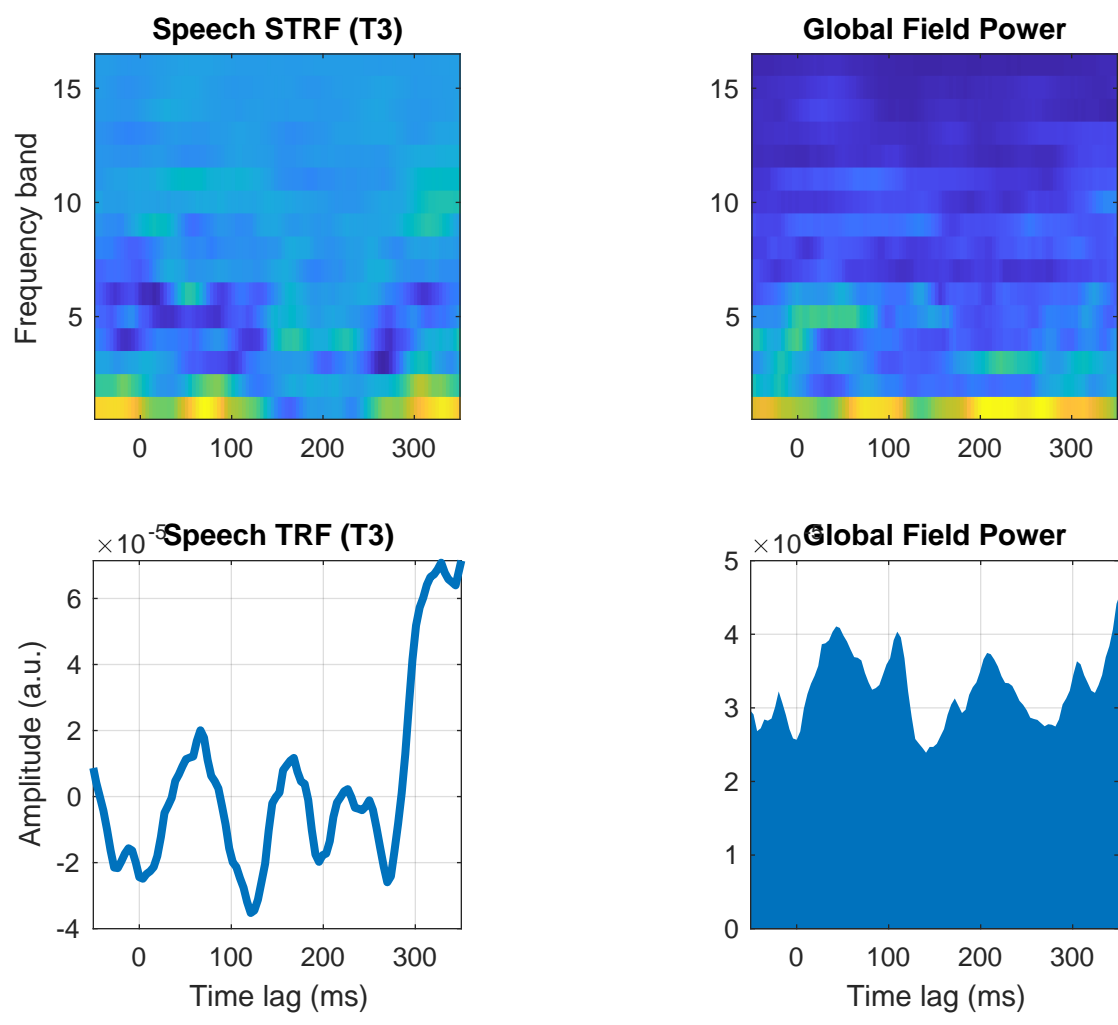 Speech STRF (T3)
Frequency band
15
10
5
0 100 200 300
Global Field Power
15
10
5
0 100 200 300
Speech TRF (T3)
×10⁻⁵
Amplitude (a.u.)
6
4
2
0
-2
-4
0 100 200 300
Time lag (ms)
Global Field Power
×10
5
4
3
2
1
0
0 100 200 300
Time lag (ms)